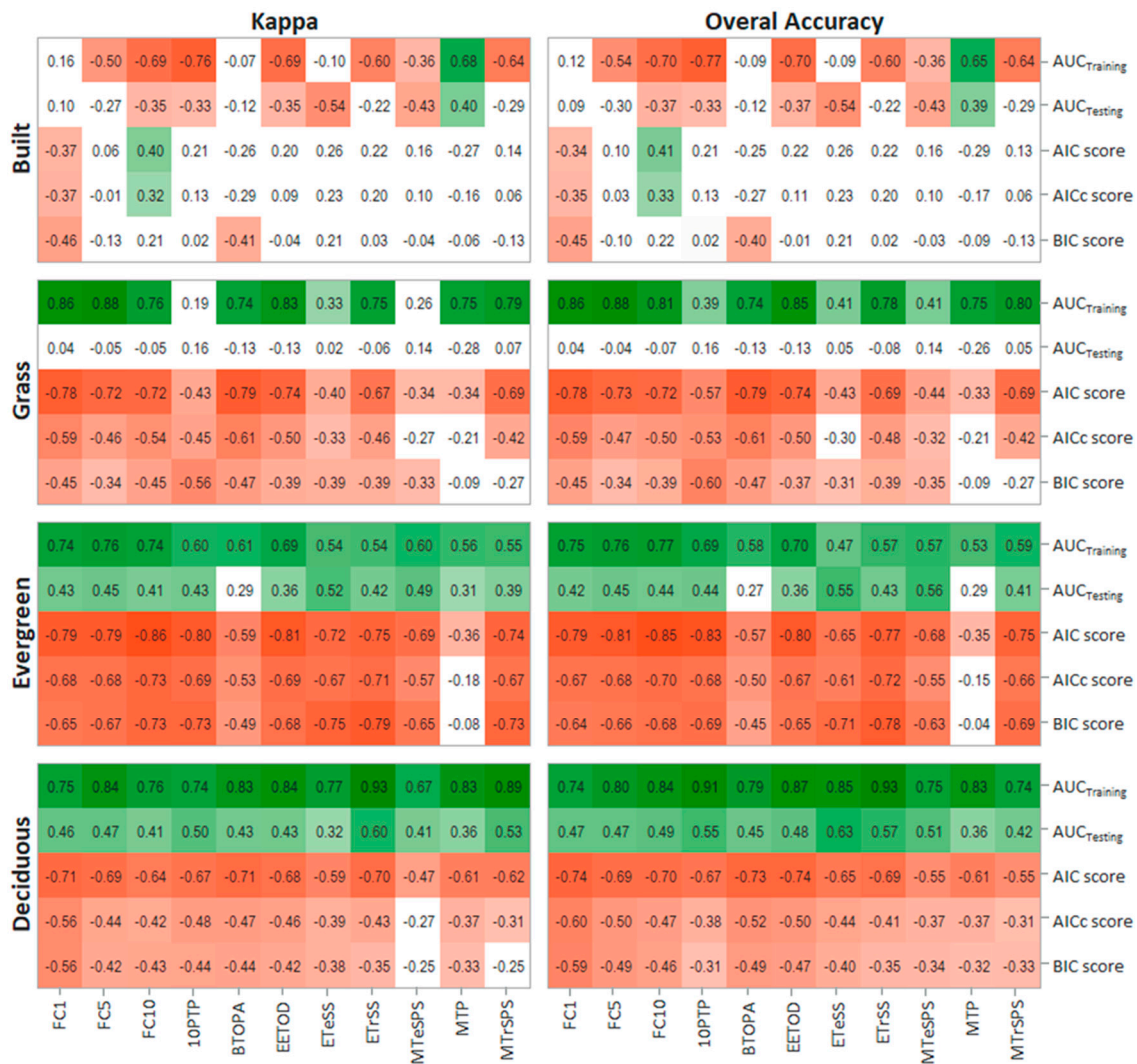 Kappa Overal Accuracy
Built
0.16 -0.50 -0.69 -0.76 -0.07 -0.69 -0.10 -0.60 -0.36 0.68 -0.64 0.12 -0.54 -0.70 -0.77 -0.09 -0.70 -0.09 -0.60 -0.36 0.65 -0.64 AUCTraining
0.10 -0.27 -0.35 -0.33 -0.12 -0.35 -0.54 -0.22 -0.43 0.40 -0.29 0.09 -0.30 -0.37 -0.33 -0.12 -0.37 -0.54 -0.22 -0.43 0.39 -0.29 AUCTesting
-0.37 0.06 0.40 0.21 -0.26 0.20 0.26 0.22 0.16 -0.27 0.14 -0.34 0.10 0.41 0.21 -0.25 0.22 0.26 0.22 0.16 -0.29 0.13 AIC score
-0.37 -0.01 0.32 0.13 -0.29 0.09 0.23 0.20 0.10 -0.16 0.06 -0.35 0.03 0.33 0.13 -0.27 0.11 0.23 0.20 0.10 -0.17 0.06 AICc score
-0.46 -0.13 0.21 0.02 -0.41 -0.04 0.21 0.03 -0.04 -0.06 -0.13 -0.45 -0.10 0.22 0.02 -0.40 -0.01 0.21 0.02 -0.03 -0.09 -0.13 BIC score
Grass
0.86 0.88 0.76 0.19 0.74 0.83 0.33 0.75 0.26 0.75 0.79 0.86 0.88 0.81 0.39 0.74 0.85 0.41 0.78 0.41 0.75 0.80 AUCTraining
0.04 -0.05 -0.05 0.16 -0.13 -0.13 0.02 -0.06 0.14 -0.28 0.07 0.04 -0.04 -0.07 0.16 -0.13 -0.13 0.05 -0.08 0.14 -0.26 0.05 AUCTesting
-0.78 -0.72 -0.72 -0.43 -0.79 -0.74 -0.40 -0.67 -0.34 -0.34 -0.69 -0.78 -0.73 -0.72 -0.57 -0.79 -0.74 -0.43 -0.69 -0.44 -0.33 -0.69 AIC score
-0.59 -0.46 -0.54 -0.45 -0.61 -0.50 -0.33 -0.46 -0.27 -0.21 -0.42 -0.59 -0.47 -0.50 -0.53 -0.61 -0.50 -0.30 -0.48 -0.32 -0.21 -0.42 AICc score
-0.45 -0.34 -0.45 -0.56 -0.47 -0.39 -0.39 -0.39 -0.33 -0.09 -0.27 -0.45 -0.34 -0.39 -0.60 -0.47 -0.37 -0.31 -0.39 -0.35 -0.09 -0.27 BIC score
Evergreen
0.74 0.76 0.74 0.60 0.61 0.69 0.54 0.54 0.60 0.56 0.55 0.75 0.76 0.77 0.69 0.58 0.70 0.47 0.57 0.57 0.53 0.59 AUCTraining
0.43 0.45 0.41 0.43 0.29 0.36 0.52 0.42 0.49 0.31 0.39 0.42 0.45 0.44 0.44 0.27 0.36 0.55 0.43 0.56 0.29 0.41 AUCTesting
-0.79 -0.79 -0.86 -0.80 -0.59 -0.81 -0.72 -0.75 -0.69 -0.36 -0.74 -0.79 -0.81 -0.85 -0.83 -0.57 -0.80 -0.65 -0.77 -0.68 -0.35 -0.75 AIC score
-0.68 -0.68 -0.73 -0.69 -0.53 -0.69 -0.67 -0.71 -0.57 -0.18 -0.67 -0.67 -0.68 -0.70 -0.68 -0.50 -0.67 -0.61 -0.72 -0.55 -0.15 -0.66 AICc score
-0.65 -0.67 -0.73 -0.73 -0.49 -0.68 -0.75 -0.79 -0.65 -0.08 -0.73 -0.64 -0.66 -0.68 -0.69 -0.45 -0.65 -0.71 -0.78 -0.63 -0.04 -0.69 BIC score
Deciduous
0.75 0.84 0.76 0.74 0.83 0.84 0.77 0.93 0.67 0.83 0.89 0.74 0.80 0.84 0.91 0.79 0.87 0.85 0.93 0.75 0.83 0.74 AUCTraining
0.46 0.47 0.41 0.50 0.43 0.43 0.32 0.60 0.41 0.36 0.53 0.47 0.47 0.49 0.55 0.45 0.48 0.63 0.57 0.51 0.36 0.42 AUCTesting
-0.71 -0.69 -0.64 -0.67 -0.71 -0.68 -0.59 -0.70 -0.47 -0.61 -0.62 -0.74 -0.69 -0.70 -0.67 -0.73 -0.74 -0.65 -0.69 -0.55 -0.61 -0.55 AIC score
-0.56 -0.44 -0.42 -0.48 -0.47 -0.46 -0.39 -0.43 -0.27 -0.37 -0.31 -0.60 -0.50 -0.47 -0.38 -0.52 -0.50 -0.44 -0.41 -0.37 -0.37 -0.31 AICc score
-0.56 -0.42 -0.43 -0.44 -0.44 -0.42 -0.38 -0.35 -0.25 -0.33 -0.25 -0.59 -0.49 -0.46 -0.31 -0.49 -0.47 -0.40 -0.35 -0.34 -0.32 -0.33 BIC score
FC1 FC5 FC10 10PTP BTOPA EETOD ETeSS ETrSS MTeSPS MTP MTrSPS FC1 FC5 FC10 10PTP BTOPA EETOD ETeSS ETrSS MTeSPS MTP MTrSPS